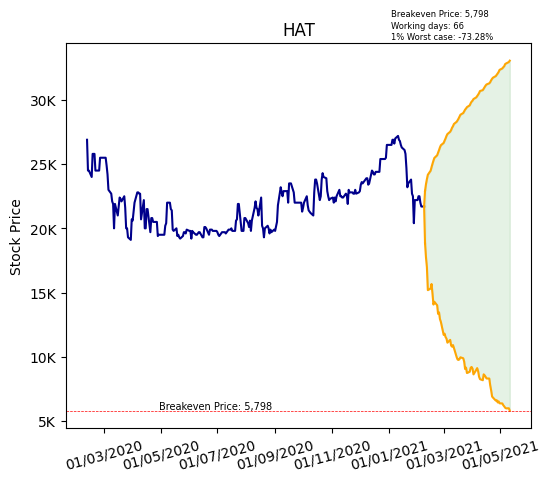 Breakeven Price: 5,798
Working days: 66
1% Worst case: -73.28%
HAT
Stock Price
30K
25K
20K
15K
10K
5K
Breakeven Price: 5,798
01/03/2020 01/05/2020 01/07/2020 01/09/2020 01/11/2020 01/01/2021 01/03/2021 01/05/2021